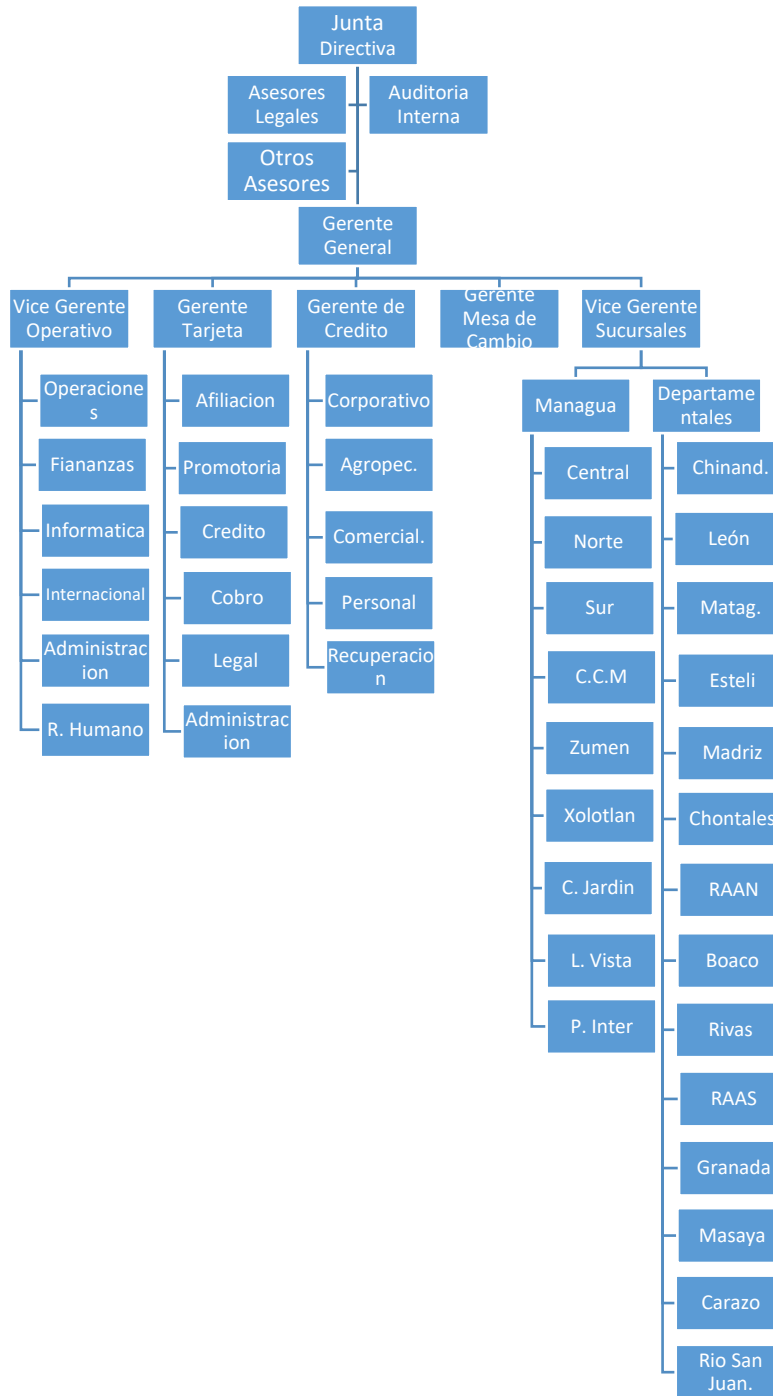 Junta
Directiva
Asesores
Legales
Auditoria
Interna
Otros
Asesores
Gerente
General
Vice Gerente
Operativo
Gerente
Tarjeta
Gerente de
Credito
Gerente
Mesa de
Cambio
Vice Gerente
Sucursales
Operacione
s
Fiananzas
Informatica
Internacional
Administrac
ion
R. Humano
Afiliacion
Promotoria
Credito
Cobro
Legal
Administrac
ion
Corporativo
Agropec.
Comercial.
Personal
Recuperacio
n
Managua
Central
Norte
Sur
C.C.M
Zumen
Xolotlan
C. Jardin
L. Vista
P. Inter
Departame
ntales
Chinand.
León
Matag.
Esteli
Madriz
Chontales
RAAN
Boaco
Rivas
RAAS
Granada
Masaya
Carazo
Rio San
Juan.